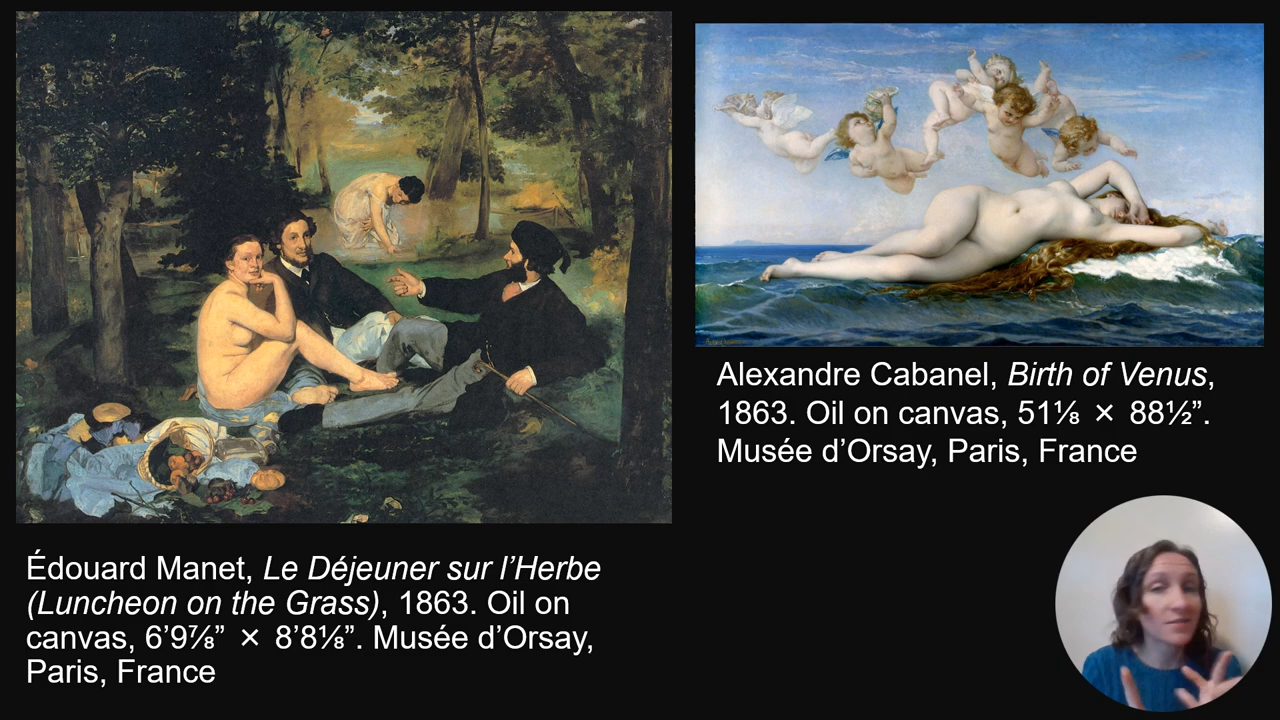 Édouard Manet, Le Déjeuner sur l’Herbe
(Luncheon on the Grass), 1863. Oil on
canvas, 6’9⅞” × 8’8⅛”. Musée d’Orsay,
Paris, France
Alexandre Cabanel, Birth of Venus,
1863. Oil on canvas, 51⅛ × 88½”.
Musée d’Orsay, Paris, France